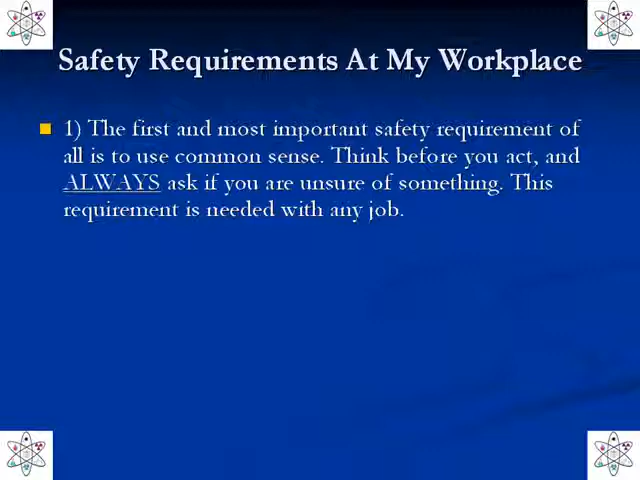 Safety Requirements At My Workplace
1) The first and most important safety requirement of
all is to use common sense. Think before you act, and
ALWAYS ask if you are unsure of something. This
requirement is needed with any job.